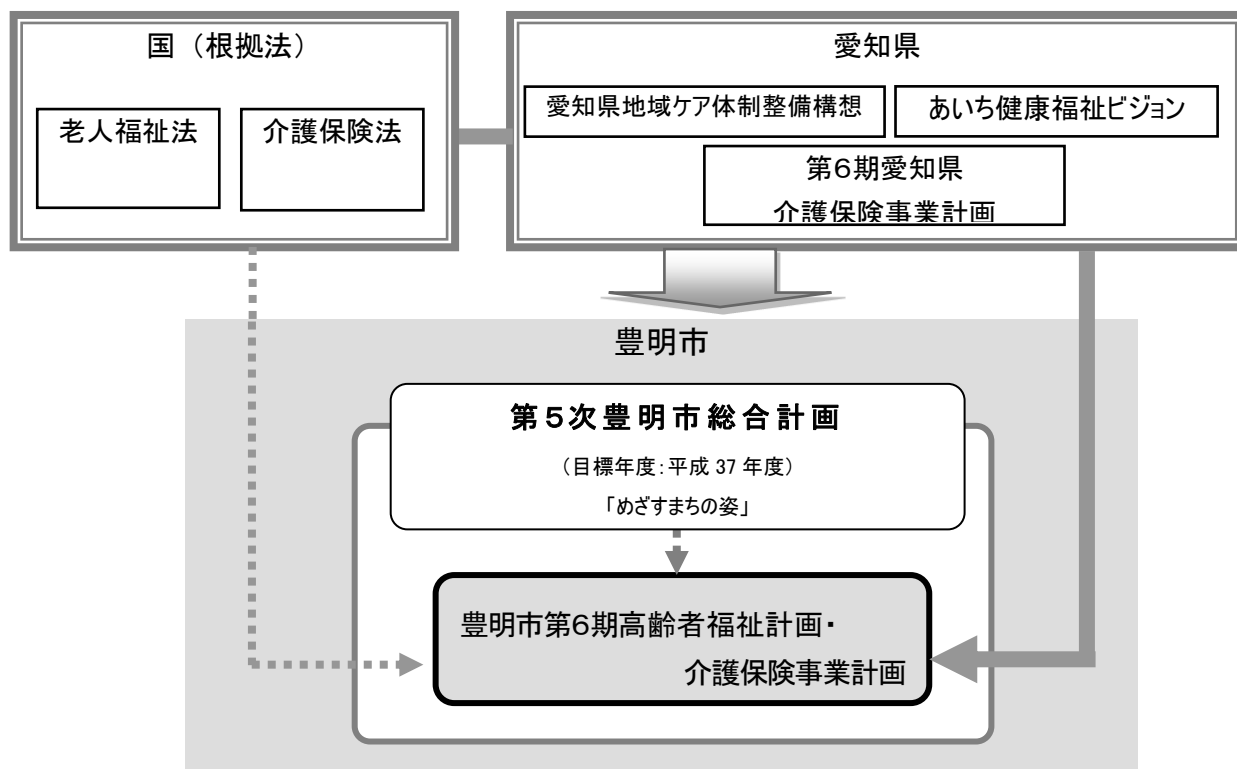 国（根拠法）
老人福祉法
介護保険法
愛知県
愛知県地域ケア体制整備構想
あいち健康福祉ビジョン
第６期愛知県
介護保険事業計画
豊明市
第５次豊明市総合計画
（目標年度：平成 37 年度）
「めざすまちの姿」
豊明市第６期高齢者福祉計画・
介護保険事業計画